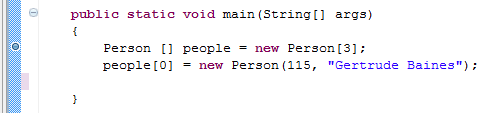 public static void main(String[] args)
{
Person [] people = new Person[3];
people[0] = new Person(115, "Gertrude Baines");
}